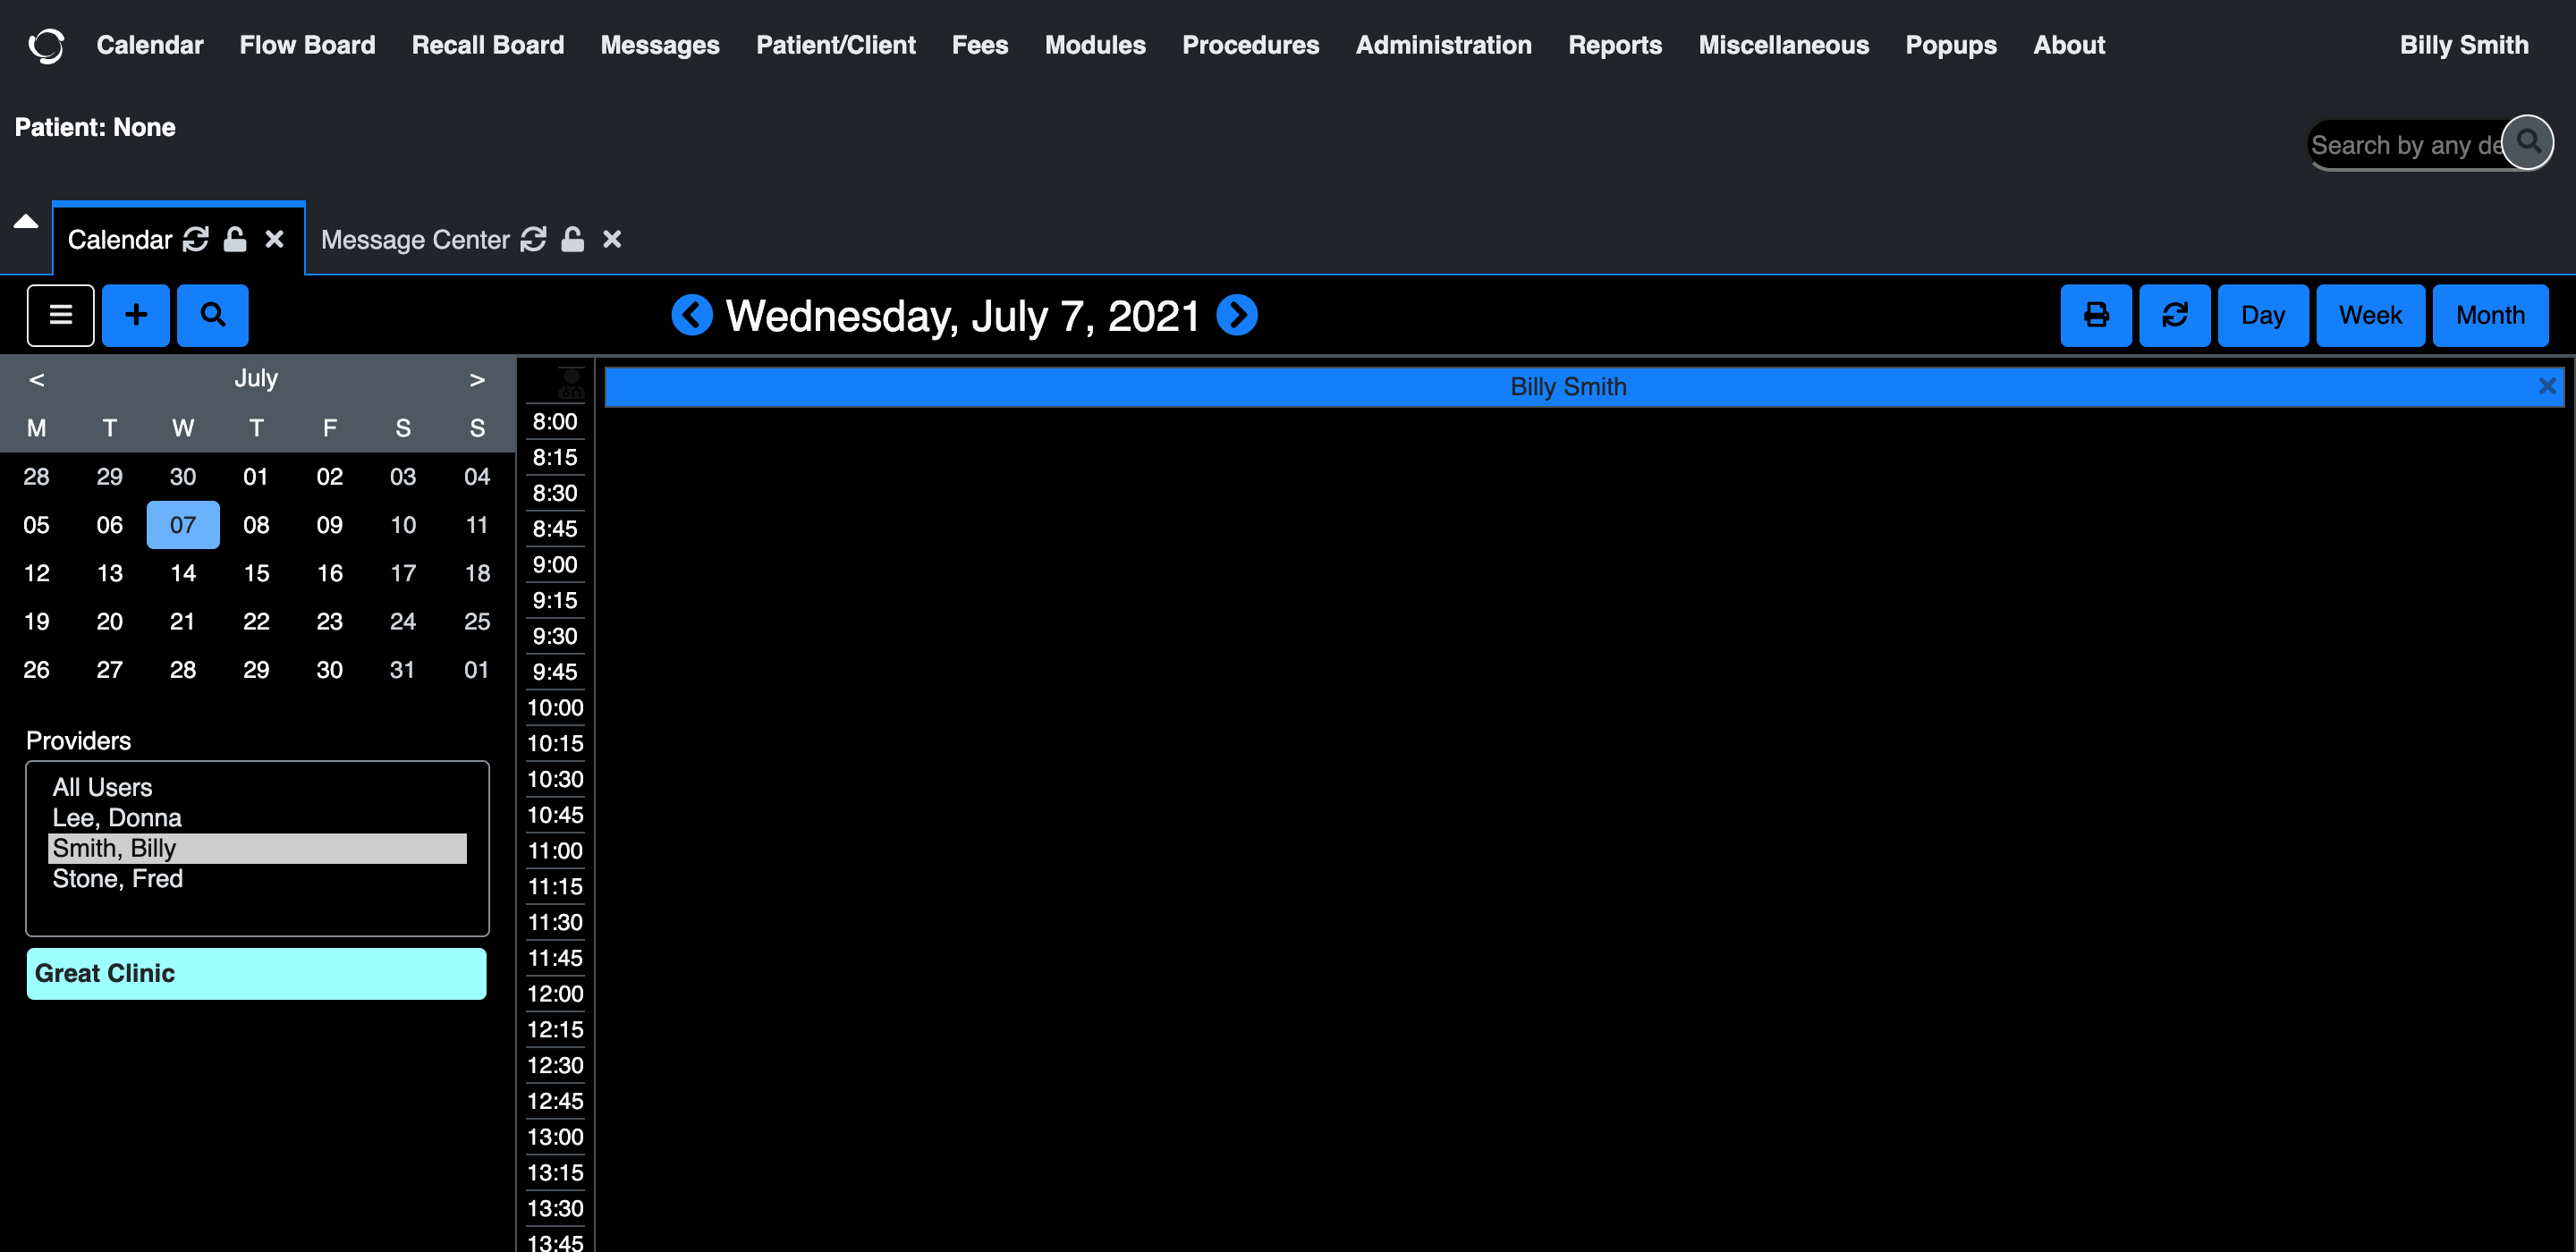 Calendar Flow Board Recall Board Messages Patient/Client Fees Modules Procedures Administration Reports Miscellaneous Popups About Billy Smith
Patient: None
Search by any de
Calendar Message Center
Wednesday, July 7, 2021 Day Week Month
< July >
M T W T F S S
28 29 30 01 02 03 04
05 06 07 08 09 10 11
12 13 14 15 16 17 18
19 20 21 22 23 24 25
26 27 28 29 30 31 01
Providers
All Users
Lee, Donna
Smith, Billy
Stone, Fred
Great Clinic
Billy Smith
8:00
8:15
8:30
8:45
9:00
9:15
9:30
9:45
10:00
10:15
10:30
10:45
11:00
11:15
11:30
11:45
12:00
12:15
12:30
12:45
13:00
13:15
13:30
13:45